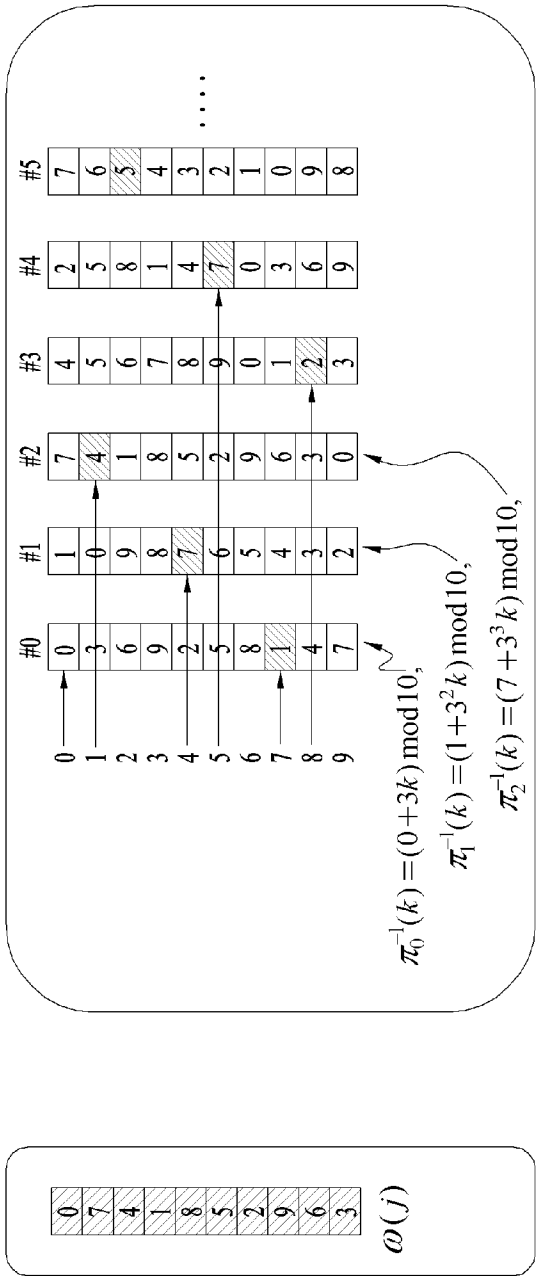 0
7
4
1
8
5
2
9
6
3
ω(j)
#0 #1 #2 #3 #4 #5
0 0 1 7 4 2 7
1 3 0 4 5 5 6
2 6 9 1 6 8 5
3 9 8 8 7 1 4
4 2 7 5 8 4 3
5 5 6 2 9 7 2
6 8 5 9 0 0 1
7 1 4 6 1 3 0
8 4 3 3 2 6 9
9 7 2 0 3 9 8
....
π₀⁻¹(k)=(0+3k)mod10,
π₁⁻¹(k)=(1+3²k)mod10,
π₂⁻¹(k)=(7+3³k)mod10,